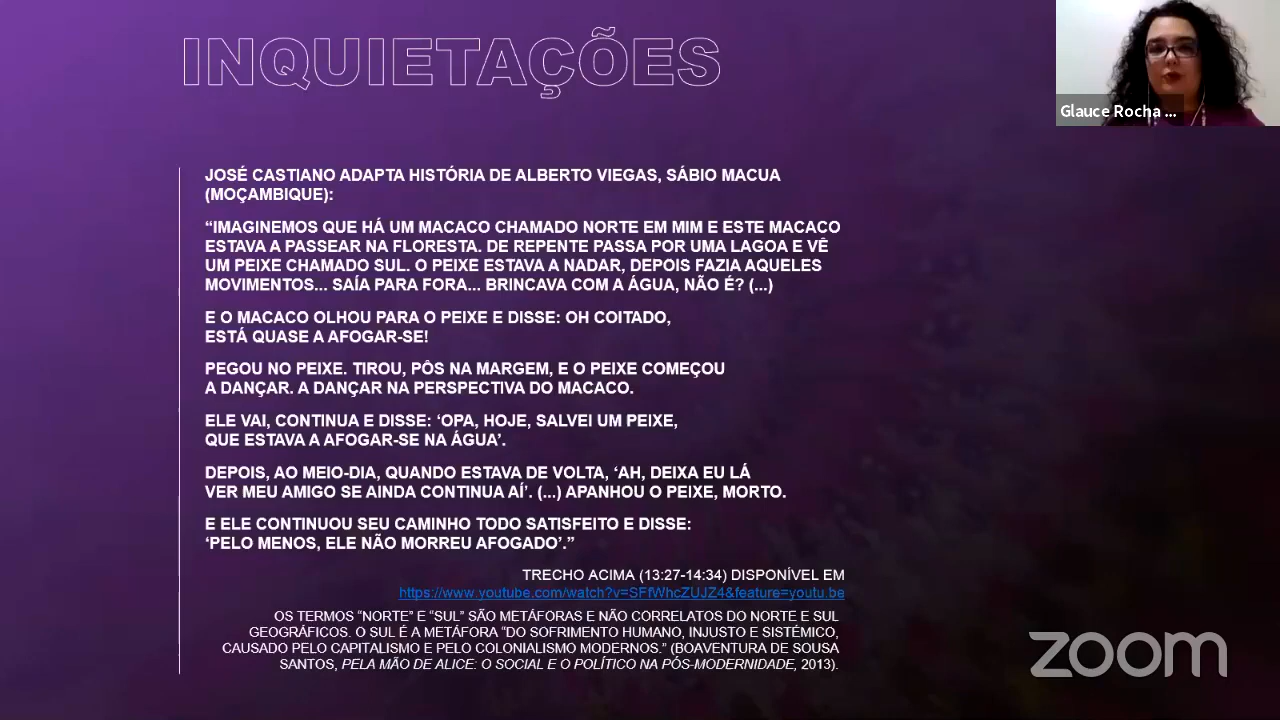 INQUIETAÇÕES
Glauce Rocha ...
JOSÉ CASTIANO ADAPTA HISTÓRIA DE ALBERTO VIEGAS, SÁBIO MACUA
(MOÇAMBIQUE):
“IMAGINEMOS QUE HÁ UM MACACO CHAMADO NORTE EM MIM E ESTE MACACO
ESTAVA A PASSEAR NA FLORESTA. DE REPENTE PASSA POR UMA LAGOA E VÊ
UM PEIXE CHAMADO SUL. O PEIXE ESTAVA A NADAR, DEPOIS FAZIA AQUELES
MOVIMENTOS... SAÍA PARA FORA... BRINCAVA COM A ÁGUA, NÃO É? (...)
E O MACACO OLHOU PARA O PEIXE E DISSE: OH COITADO,
ESTÁ QUASE A AFOGAR-SE!
PEGOU NO PEIXE. TIROU, PÔS NA MARGEM, E O PEIXE COMEÇOU
A DANÇAR. A DANÇAR NA PERSPECTIVA DO MACACO.
ELE VAI, CONTINUA E DISSE: ‘OPA, HOJE, SALVEI UM PEIXE,
QUE ESTAVA A AFOGAR-SE NA ÁGUA’.
DEPOIS, AO MEIO-DIA, QUANDO ESTAVA DE VOLTA, ‘AH, DEIXA EU LÁ
VER MEU AMIGO SE AINDA CONTINUA AÍ’. (...) APANHOU O PEIXE, MORTO.
E ELE CONTINUOU SEU CAMINHO TODO SATISFEITO E DISSE:
‘PELO MENOS, ELE NÃO MORREU AFOGADO’.”
TRECHO ACIMA (13:27-14:34) DISPONÍVEL EM
https://www.youtube.com/watch?v=SFfWhcZUJZ4&feature=youtu.be
OS TERMOS “NORTE” E “SUL” SÃO METÁFORAS E NÃO CORRELATOS DO NORTE E SUL
GEOGRÁFICOS. O SUL É A METÁFORA “DO SOFRIMENTO HUMANO, INJUSTO E SISTÉMICO,
CAUSADO PELO CAPITALISMO E PELO COLONIALISMO MODERNOS.” (BOAVENTURA DE SOUSA
SANTOS, PELA MÃO DE ALICE: O SOCIAL E O POLÍTICO NA PÓS-MODERNIDADE, 2013).
zoom